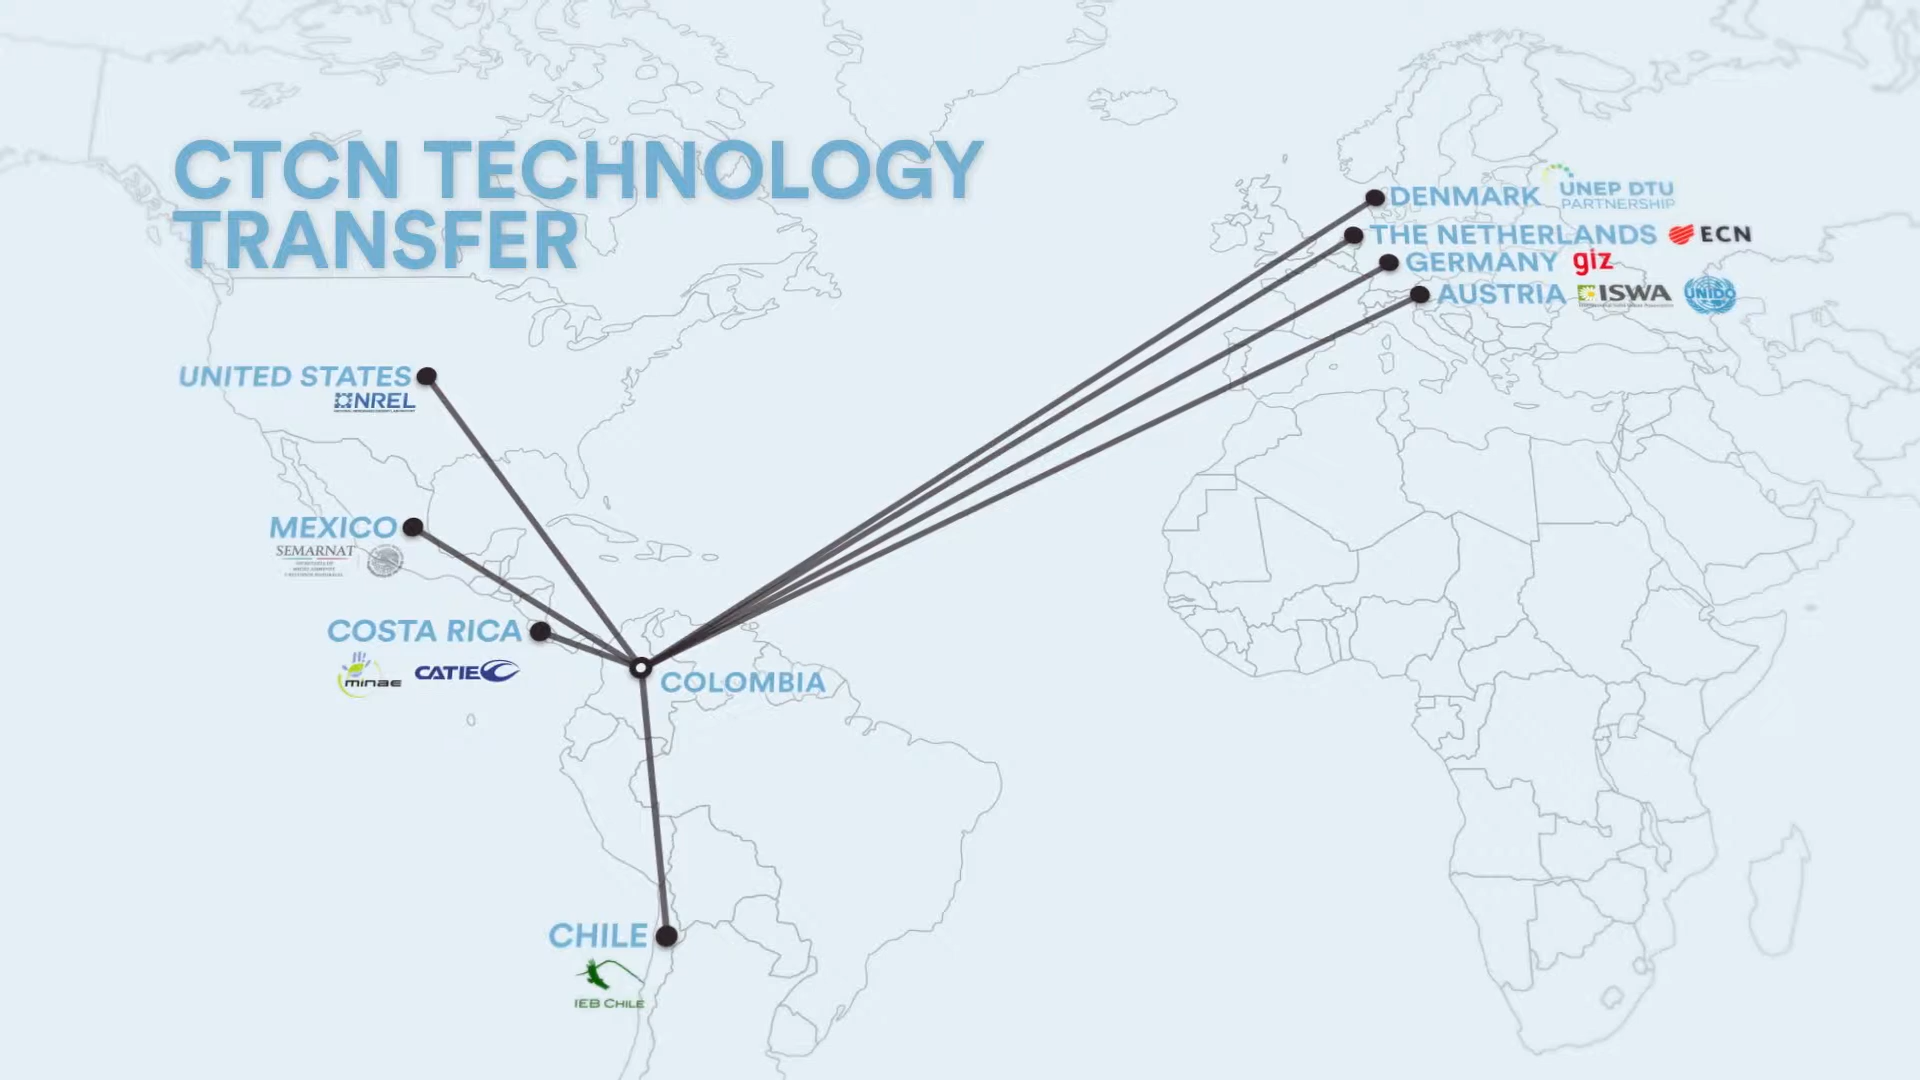 CTCN TECHNOLOGY
TRANSFER
DENMARK
UNEP DTU
PARTNERSHIP
THE NETHERLANDS ECN
GERMANY giz
AUSTRIA ISWA UNIDO
UNITED STATES
NREL
MEXICO
SEMARNAT
COSTA RICA
minae CATIE
COLOMBIA
CHILE
IEB CHILE